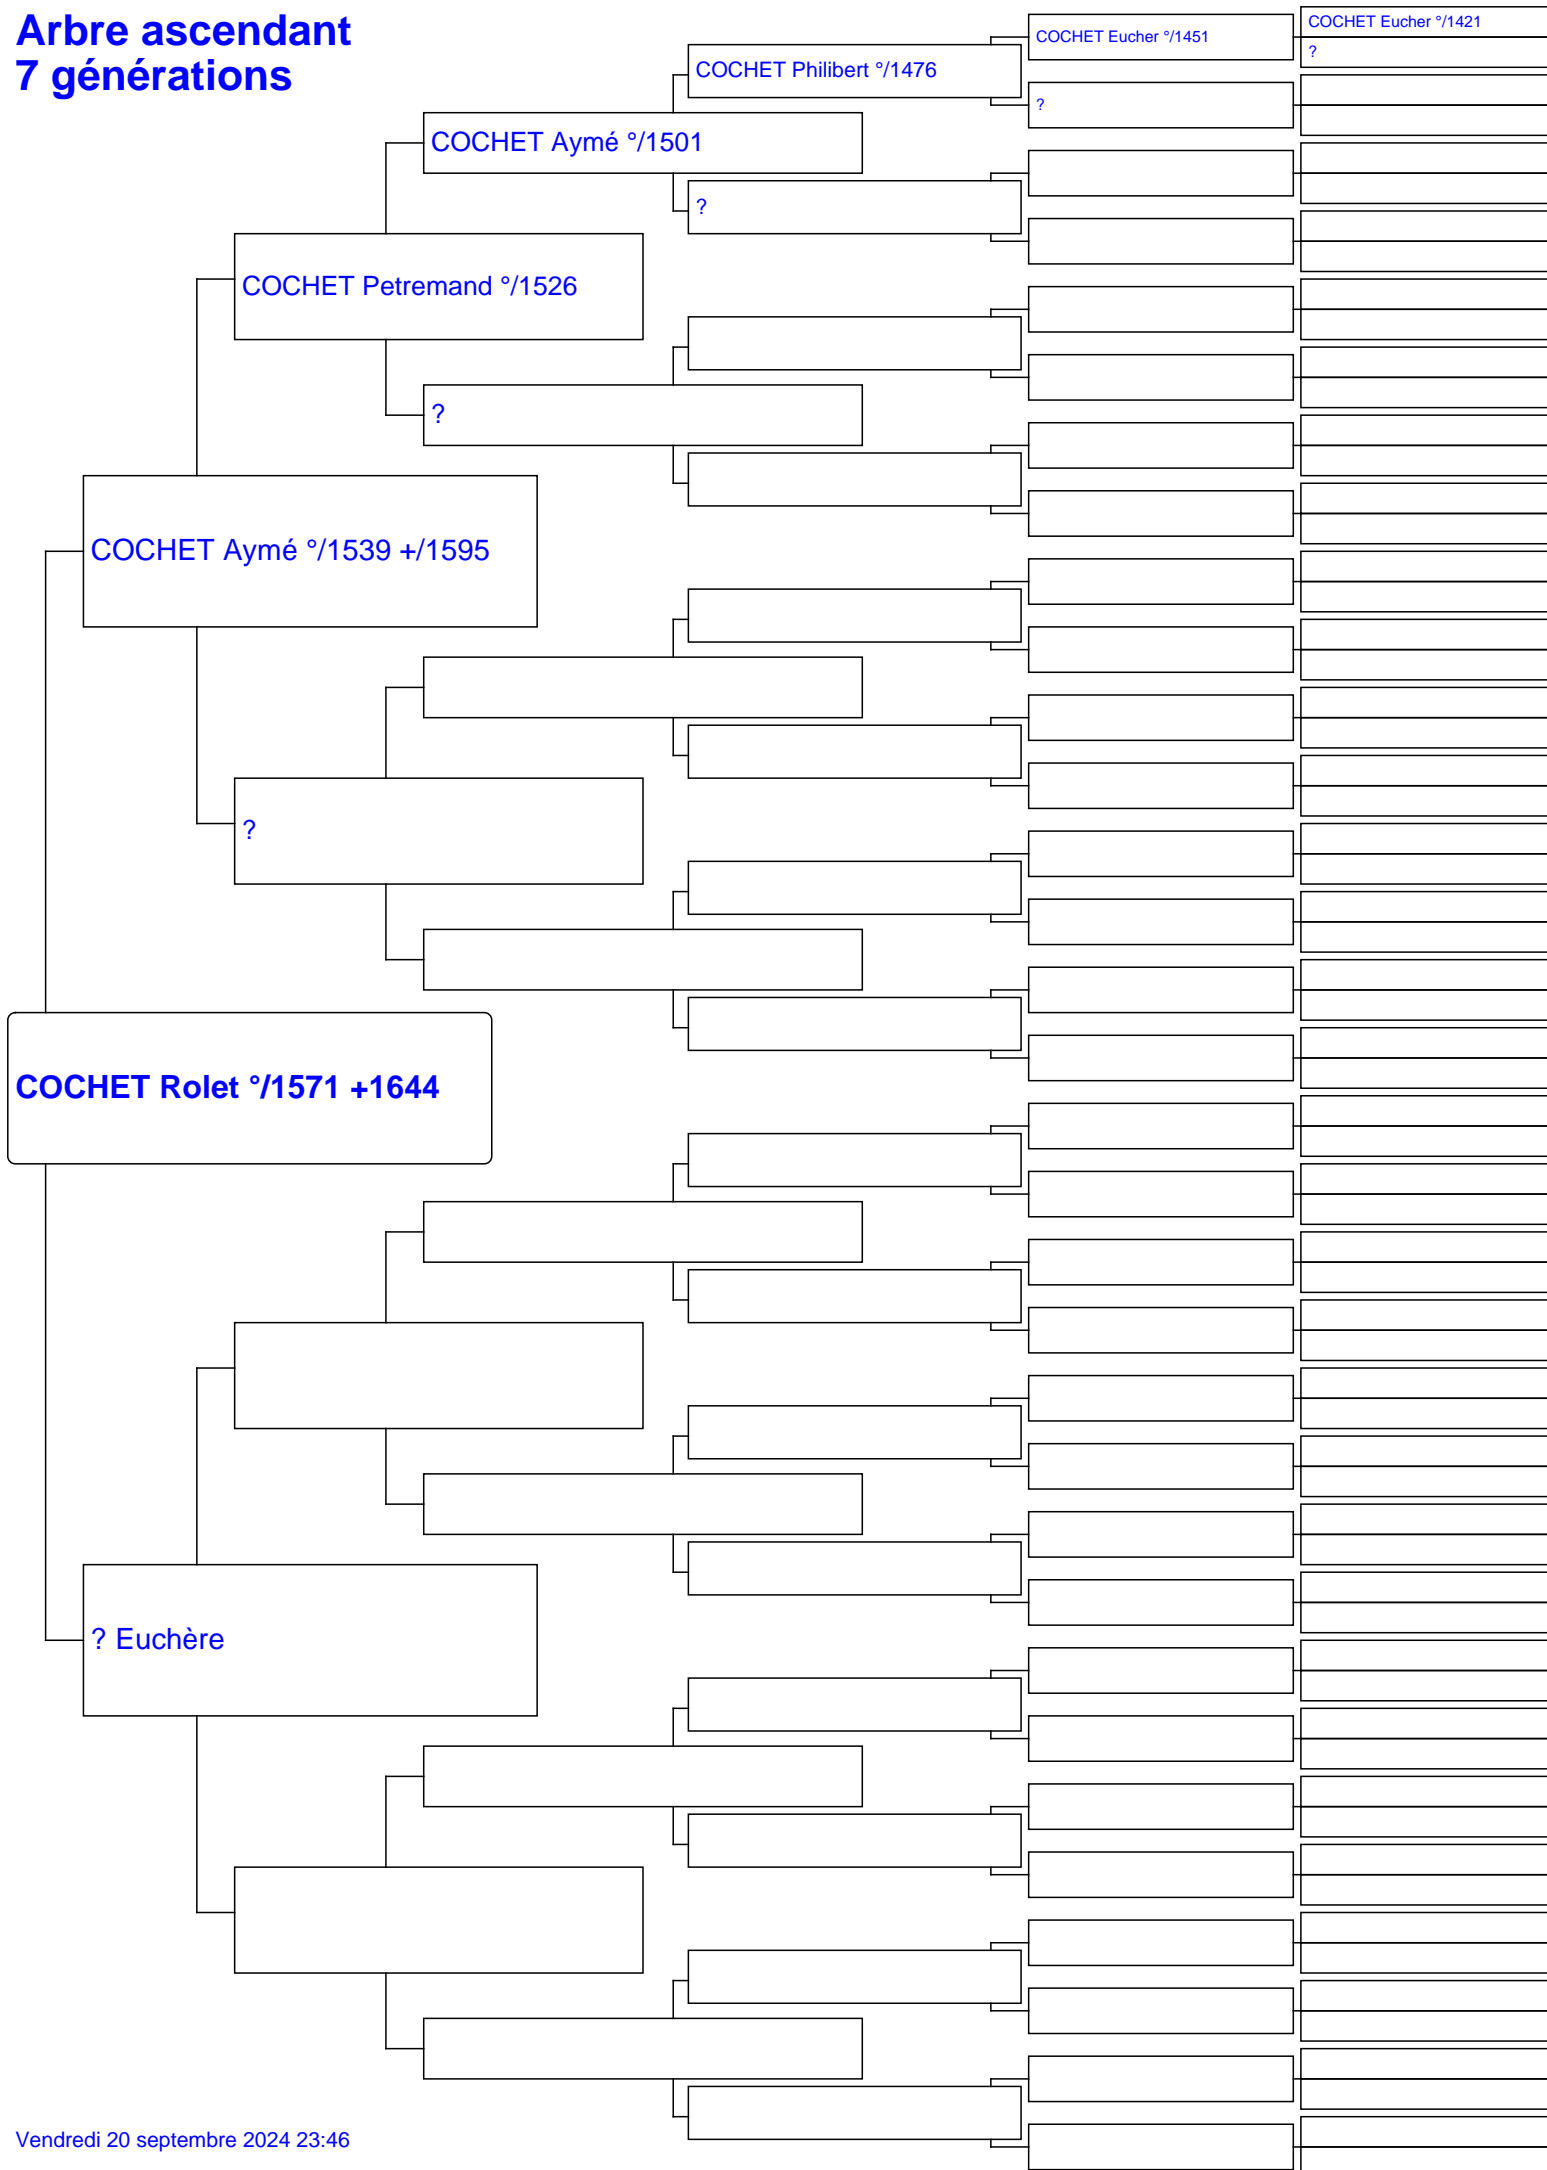 Arbre ascendant
7 générations
COCHET Eucher °/1421
?
COCHET Eucher °/1451
COCHET Philibert °/1476
?
COCHET Aymé °/1501
?
COCHET Petremand °/1526
?
COCHET Aymé °/1539 +/1595
?
COCHET Rolet °/1571 +1644
? Euchère
Vendredi 20 septembre 2024 23:46